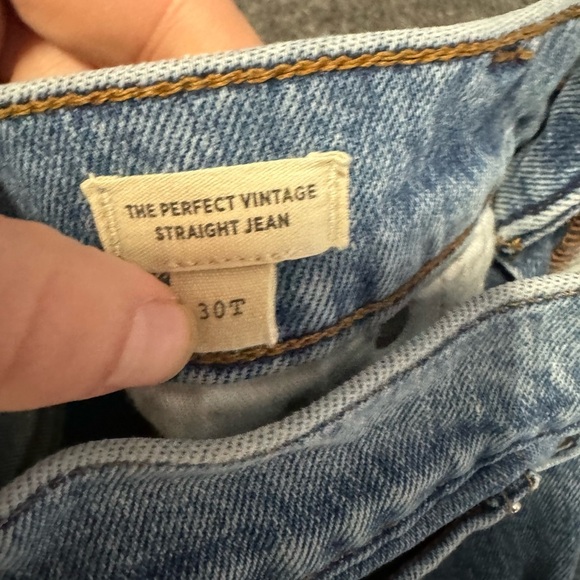 THE PERFECT VINTAGE
STRAIGHT JEAN
30T